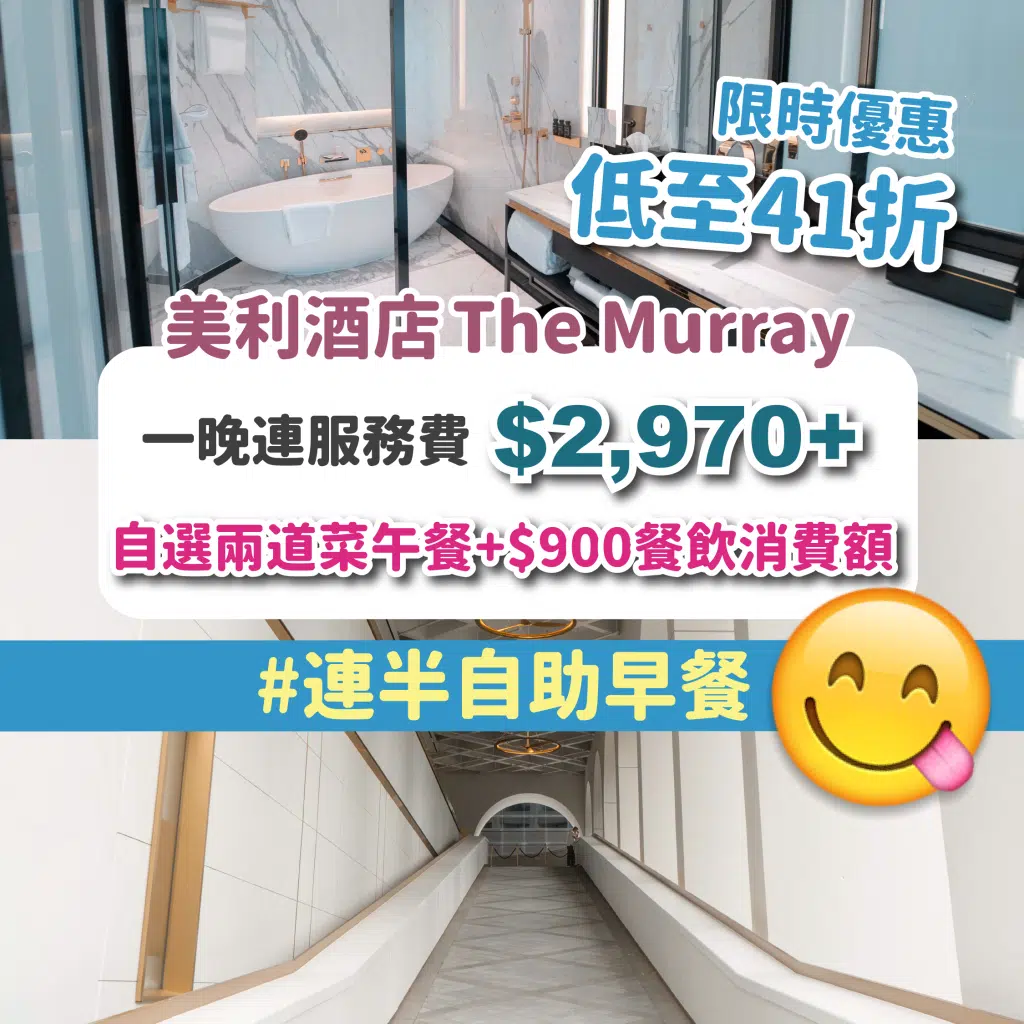 限時優惠
低至41折
美利酒店 The Murray
一晚連服務費 $2,970+
自選兩道菜午餐+$900餐飲消費額
#連半自助早餐